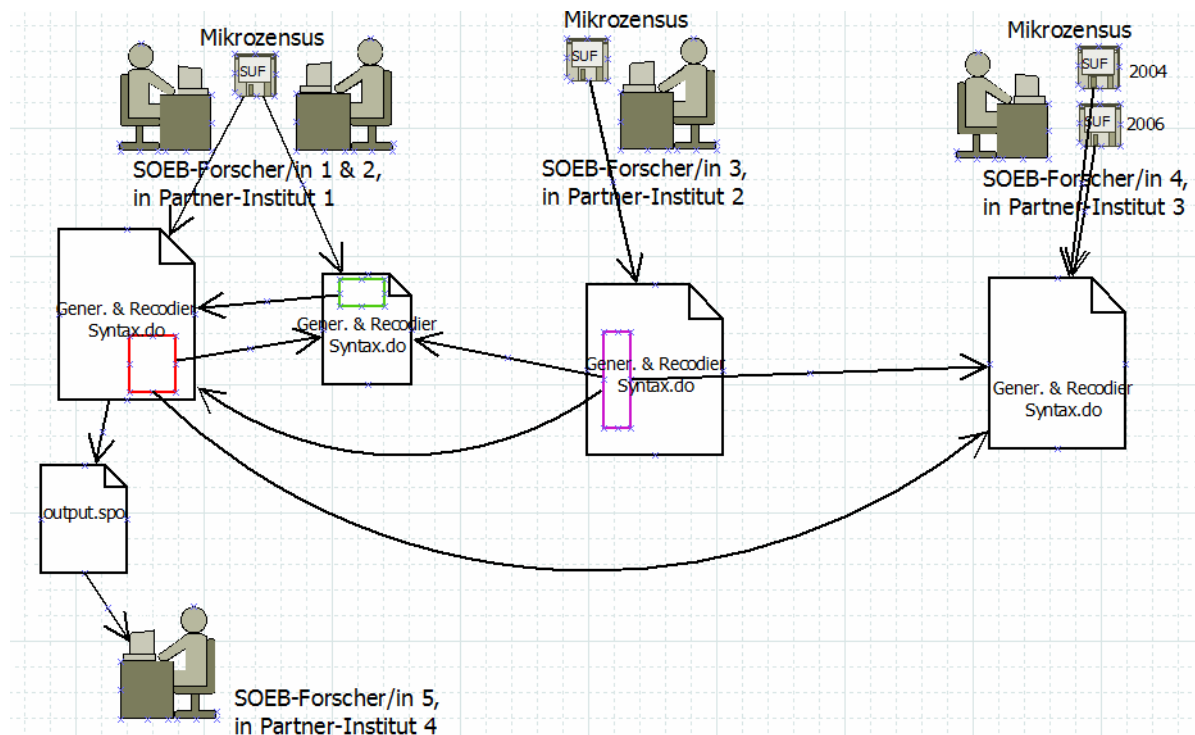 Mikrozensus
SUF
SOEB-Forscher/in 1 & 2,
in Partner-Institut 1
Mikrozensus
SUF
SOEB-Forscher/in 3,
in Partner-Institut 2
Mikrozensus
SUF
2004
SUF
2006
SOEB-Forscher/in 4,
in Partner-Institut 3
Gener. & Recodier
Syntax.do
Gener. & Recodier
Syntax.do
Gener. & Recodier
Syntax.do
Gener. & Recodier
Syntax.do
output.spo
SOEB-Forscher/in 5,
in Partner-Institut 4